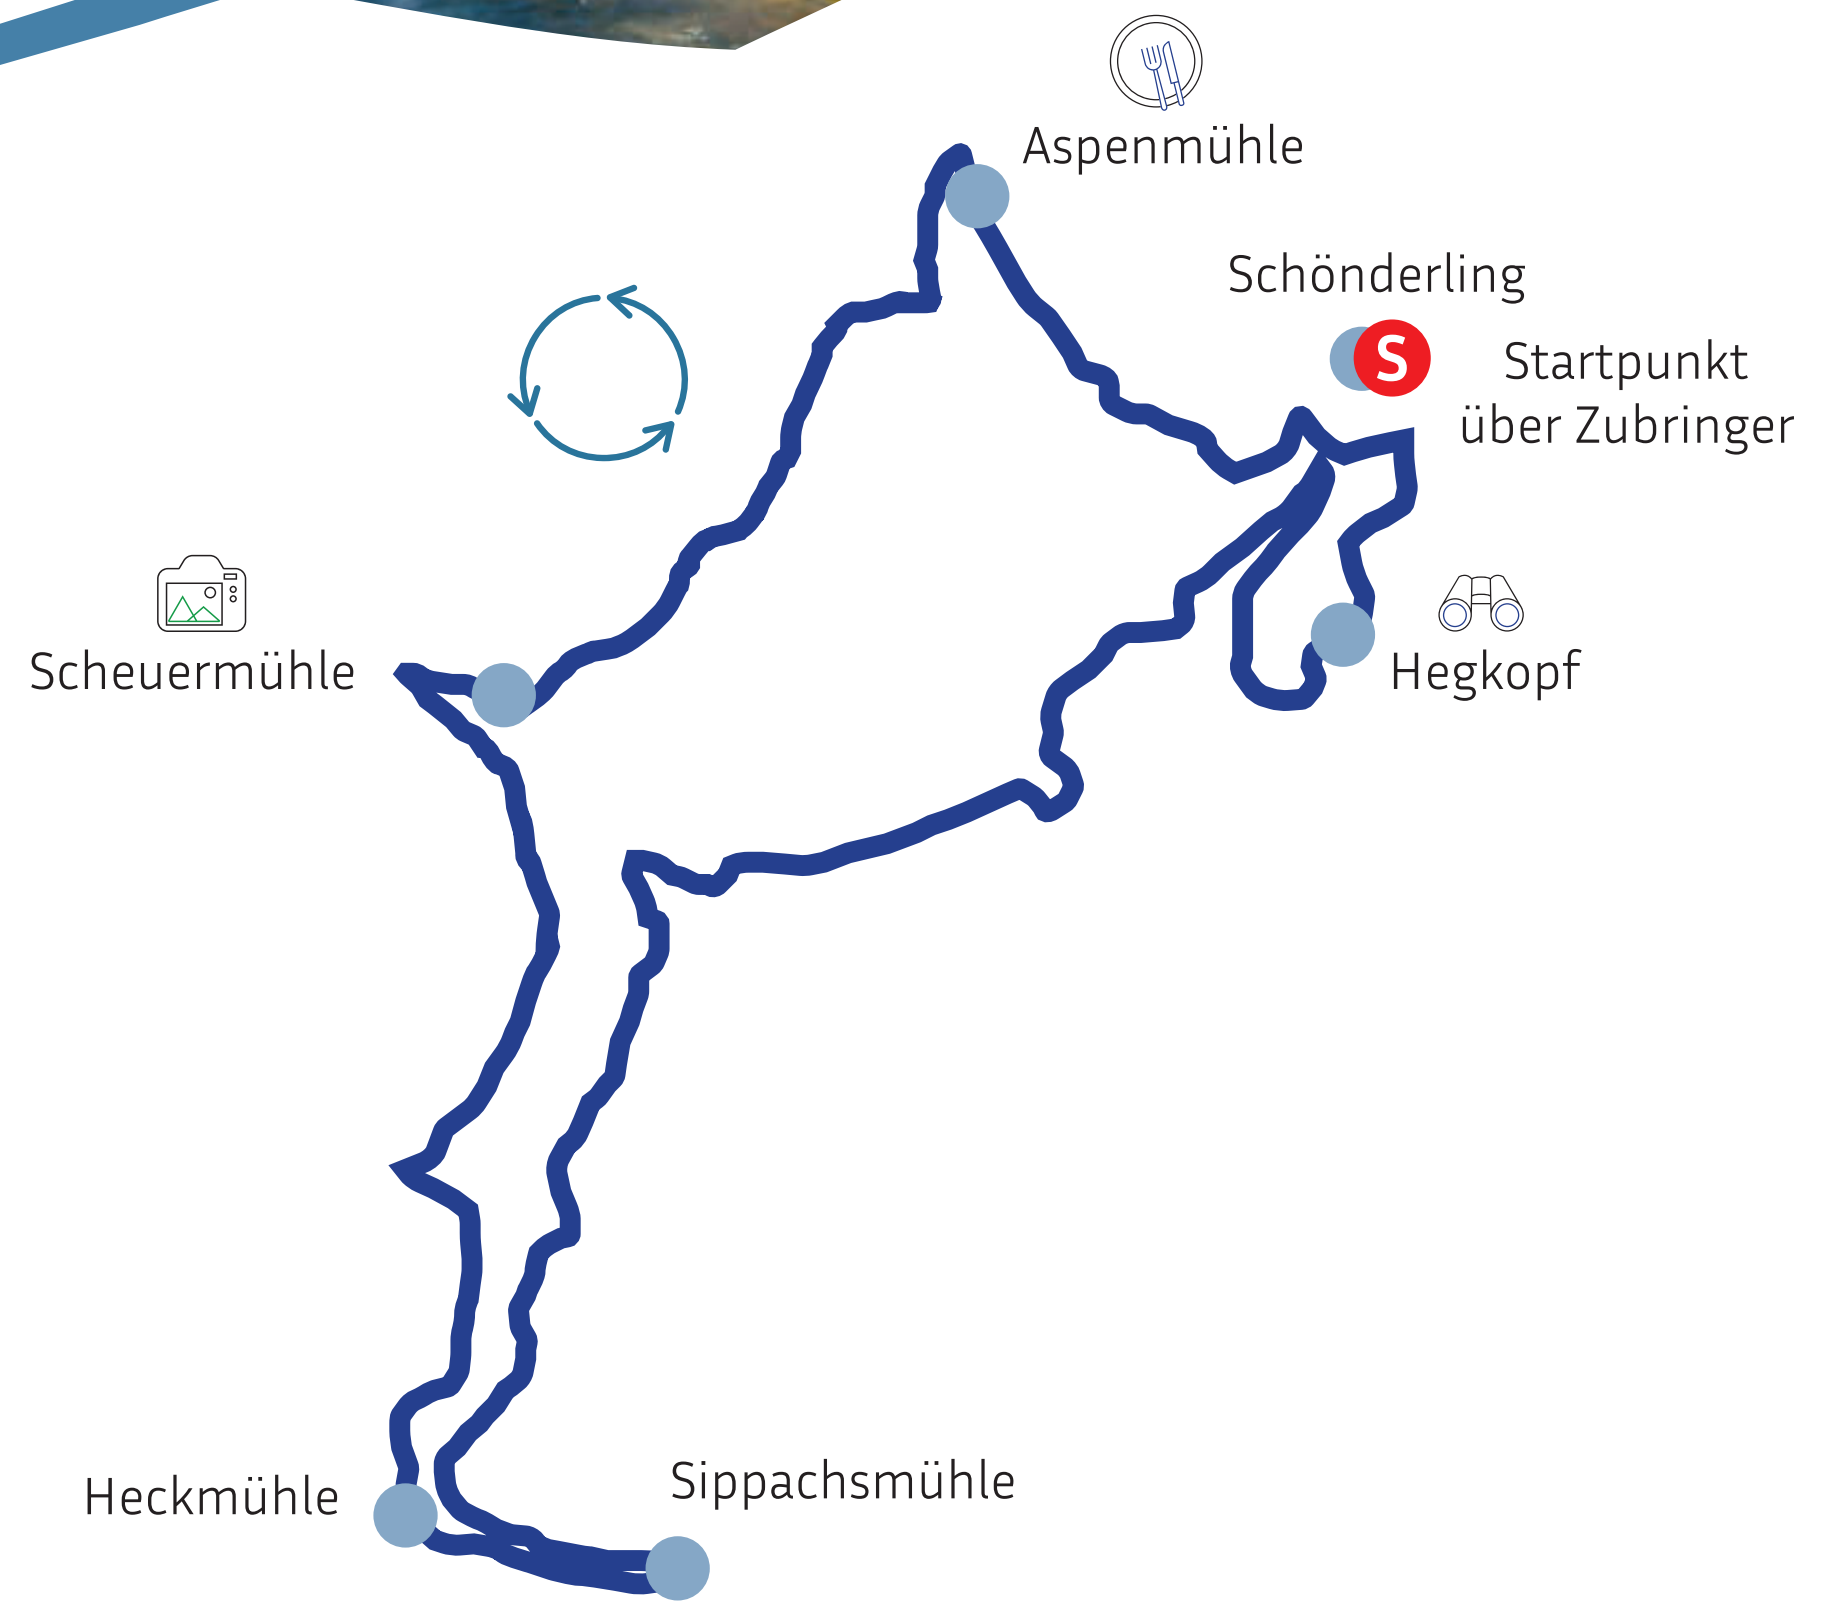 Aspenmühle
Schönderling
S
Startpunkt
über Zubringer
Scheuermühle
Hegkopf
Heckmühle
Sippachsmühle